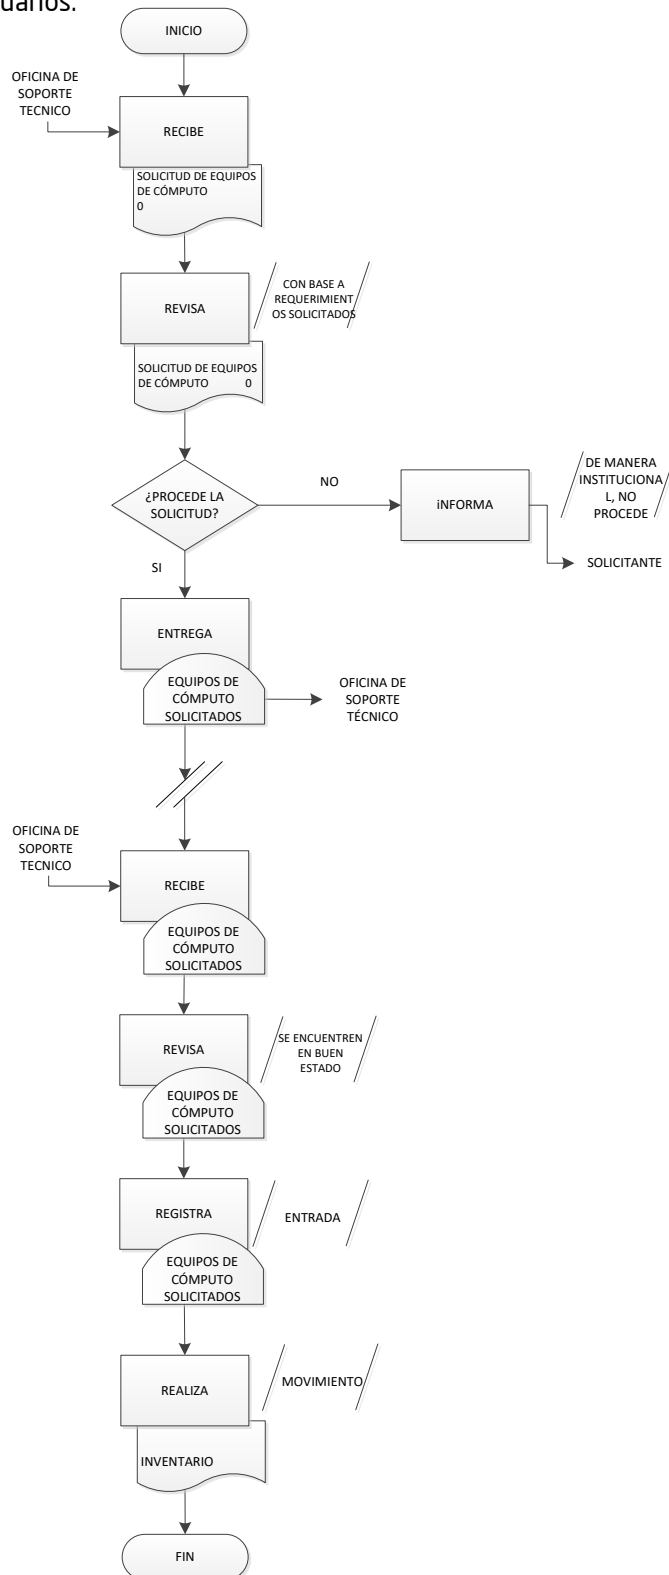 uarios.
INICIO
OFICINA DE
SOPORTE
TECNICO
RECIBE
SOLICITUD DE EQUIPOS
DE CÓMPUTO
0
REVISA
CON BASE A
REQUERIMIENT
OS SOLICITADOS
SOLICITUD DE EQUIPOS
DE CÓMPUTO 0
¿PROCEDE LA
SOLICITUD?
NO
iNFORMA
DE MANERA
INSTITUCIONA
L, NO
PROCEDE
SOLICITANTE
SI
ENTREGA
EQUIPOS DE
CÓMPUTO
SOLICITADOS
OFICINA DE
SOPORTE
TÉCNICO
OFICINA DE
SOPORTE
TECNICO
RECIBE
EQUIPOS DE
CÓMPUTO
SOLICITADOS
REVISA
SE ENCUENTREN
EN BUEN
ESTADO
EQUIPOS DE
CÓMPUTO
SOLICITADOS
REGISTRA
ENTRADA
EQUIPOS DE
CÓMPUTO
SOLICITADOS
REALIZA
MOVIMIENTO
INVENTARIO
FIN